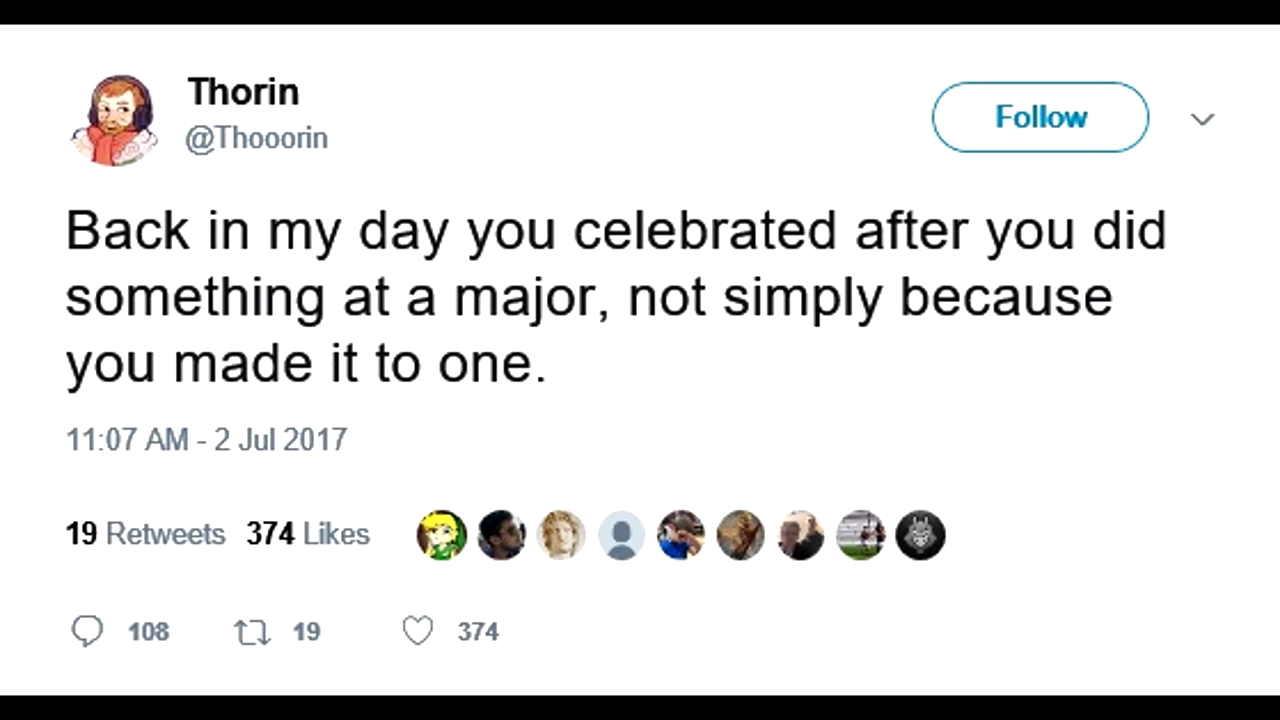 Thorin
@Thooorin
Follow
Back in my day you celebrated after you did
something at a major, not simply because
you made it to one.
11:07 AM - 2 Jul 2017
19 Retweets 374 Likes
108 19 374